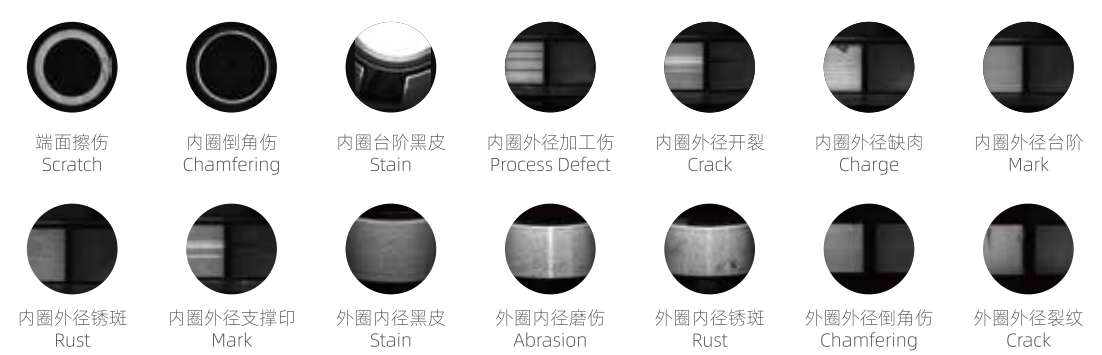 端面擦伤
Scratch
内圈倒角伤
Chamfering
内圈台阶黑皮
Stain
内圈外径加工伤
Process Defect
内圈外径开裂
Crack
内圈外径缺肉
Charge
内圈外径台阶
Mark
内圈外径锈斑
Rust
内圈外径支撑印
Mark
外圈内径黑皮
Stain
外圈内径磨伤
Abrasion
外圈内径锈斑
Rust
外圈外径倒角伤
Chamfering
外圈外径裂纹
Crack